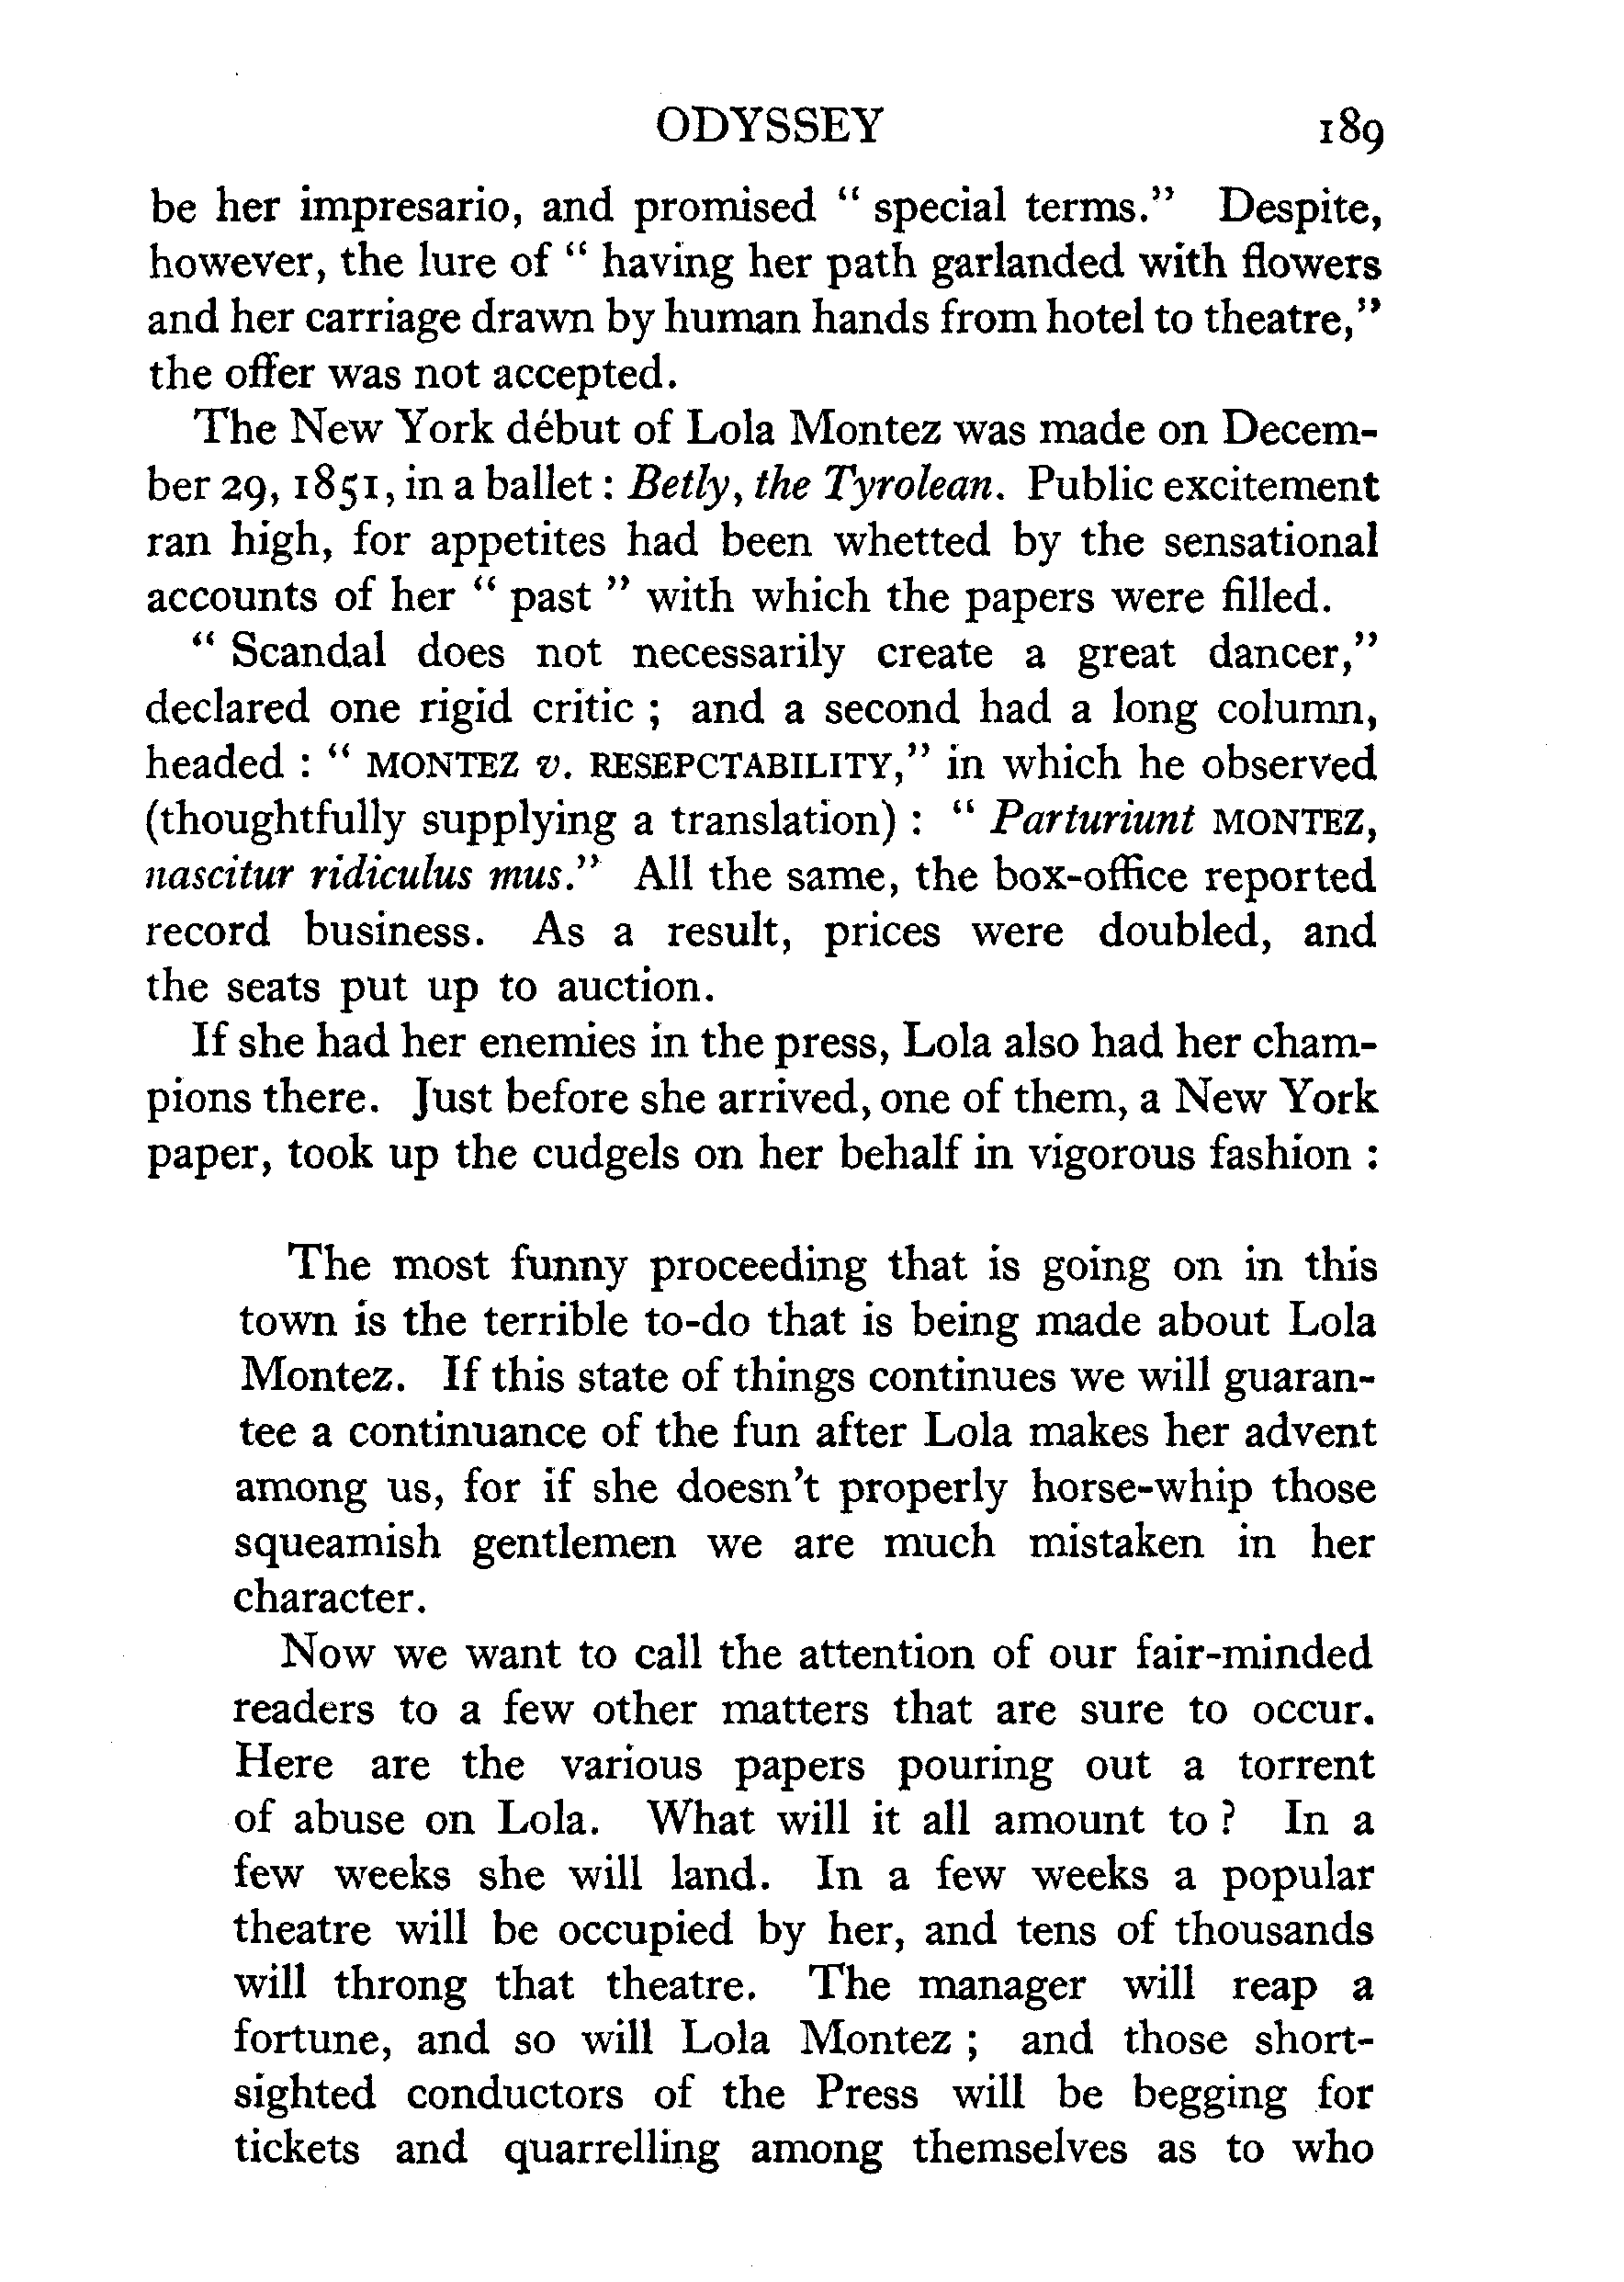 ODYSSEY 189
be her impresario, and promised “ special terms.” Despite,
however, the lure of “ having her path garlanded with flowers
and her carriage drawn by human hands from hotel to theatre,”
the offer was not accepted.
The New York début of Lola Montez was made on Decem-
ber 29, 1851, in a ballet : Betly, the Tyrolean. Public excitement
ran high, for appetites had been whetted by the sensational
accounts of her “ past ” with which the papers were filled.
“ Scandal does not necessarily create a great dancer,”
declared one rigid critic ; and a second had a long column,
headed : “ MONTEZ v. RESEPCTABILITY,” in which he observed
(thoughtfully supplying a translation) : “ Parturiunt MONTEZ,
nascitur ridiculus mus.” All the same, the box-office reported
record business. As a result, prices were doubled, and
the seats put up to auction.
If she had her enemies in the press, Lola also had her cham-
pions there. Just before she arrived, one of them, a New York
paper, took up the cudgels on her behalf in vigorous fashion :
The most funny proceeding that is going on in this
town is the terrible to-do that is being made about Lola
Montez. If this state of things continues we will guaran-
tee a continuance of the fun after Lola makes her advent
among us, for if she doesn’t properly horse-whip those
squeamish gentlemen we are much mistaken in her
character.
Now we want to call the attention of our fair-minded
readers to a few other matters that are sure to occur.
Here are the various papers pouring out a torrent
of abuse on Lola. What will it all amount to ? In a
few weeks she will land. In a few weeks a popular
theatre will be occupied by her, and tens of thousands
will throng that theatre. The manager will reap a
fortune, and so will Lola Montez ; and those short-
sighted conductors of the Press will be begging for
tickets and quarrelling among themselves as to who